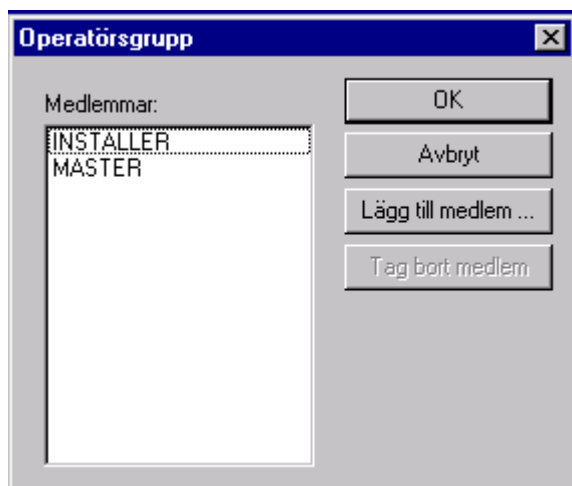 Operatörsgrupp
Medlemmar:
INSTALLER
MASTER
OK
Avbryt
Lägg till medlem ...
Tag bort medlem